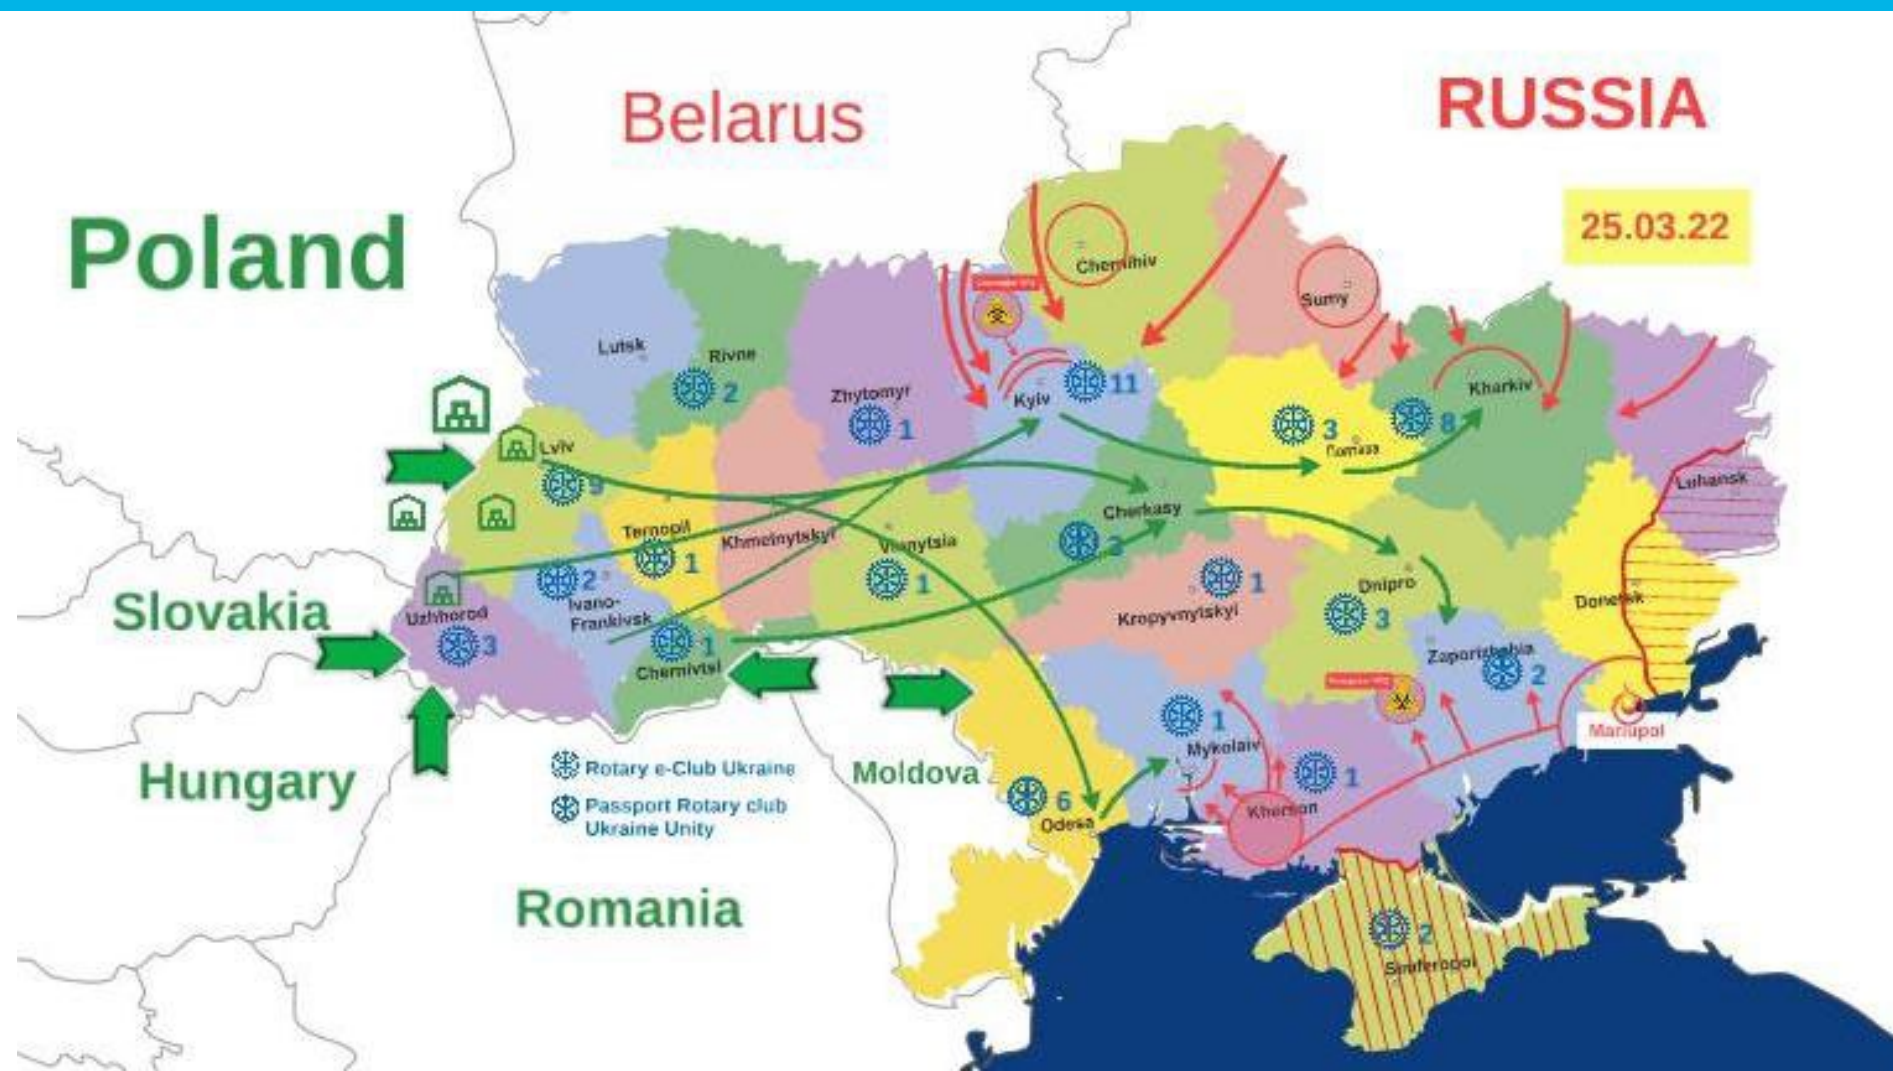 Belarus
RUSSIA
25.03.22
Poland
Chernihiv
Sumy
Lutsk
Rivne
2
Zhytomyr
1
Kyiv
11
3
Полтава
8
Kharkiv
Lviv
9
Luhansk
Cherkasy
3
Ternopil
1
Khmelnytskyi
Vinnytsia
1
2
Ivano-
Frankivsk
Uzhhorod
3
1
Chernivtsi
Kropyvnytskyi
1
Dnipro
3
Donetsk
Zaporizhzhia
2
Slovakia
Hungary
Mariupol
1
Mykolaiv
1
Kherson
Moldova
6
Odesa
Rotary e-Club Ukraine
Passport Rotary club
Ukraine Unity
Romania
2
Simferopol